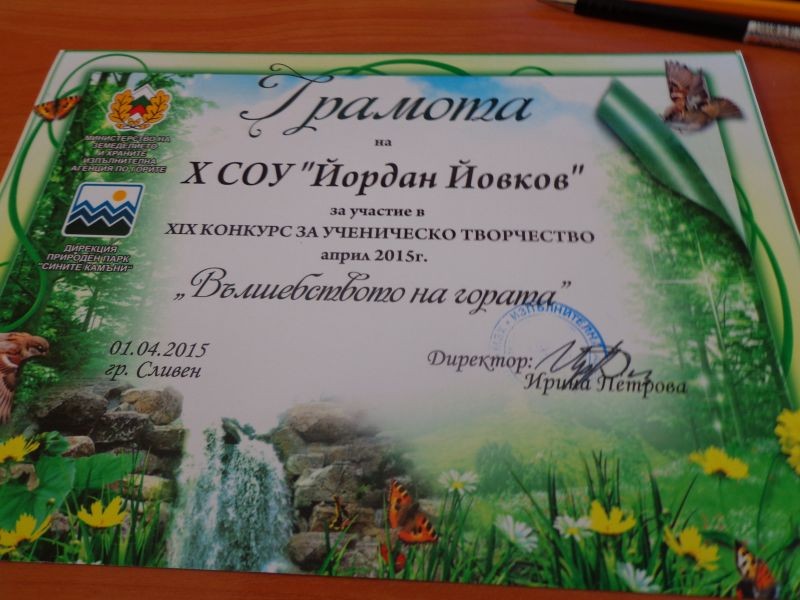 Грамота
МИНИСТЕРСТВО НА
ЗЕМЕДЕЛИЕТО
И ХРАНИТЕ
ИЗПЪЛНИТЕЛНА
АГЕНЦИЯ ПО ГОРИТЕ
на
X СОУ "Йордан Йовков"
за участие в
XIX КОНКУРС ЗА УЧЕНИЧЕСКО ТВОРЧЕСТВО
април 2015г.
ДИРЕКЦИЯ
ПРИРОДЕН ПАРК
"СИНИТЕ КАМЪНИ"
„Вълшебството на гората”
01.04.2015
гр. Сливен
ИЗПЪЛНИТЕЛН
Директор:
Ирина Петрова